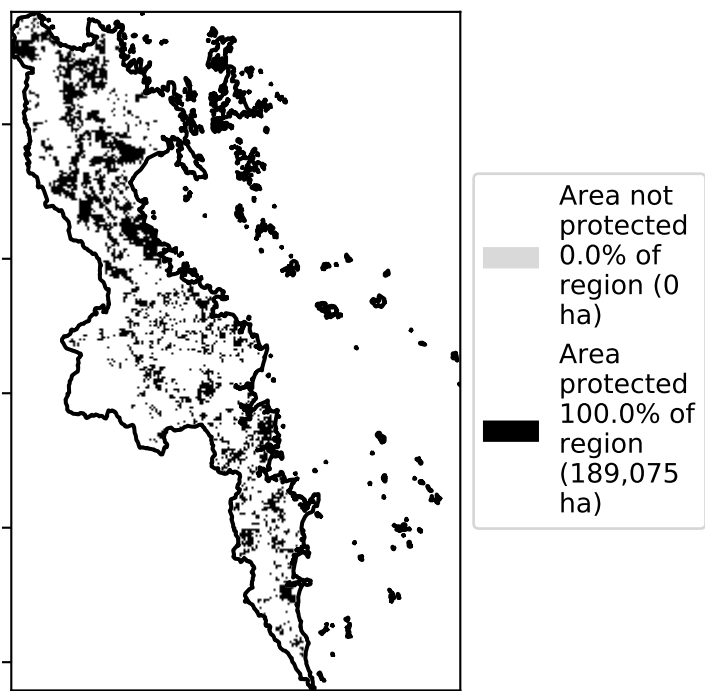 Area not
protected
0.0% of
region (0
ha)
Area
protected
100.0% of
region
(189,075
ha)